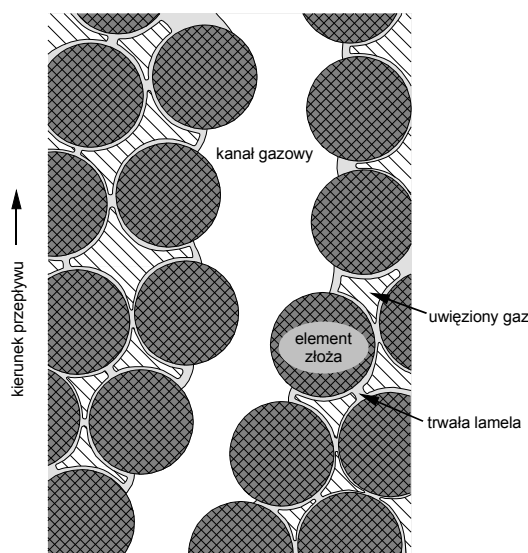 kanał gazowy
kierunek przepływu
uwięziony gaz
element
złoża
trwała lamela